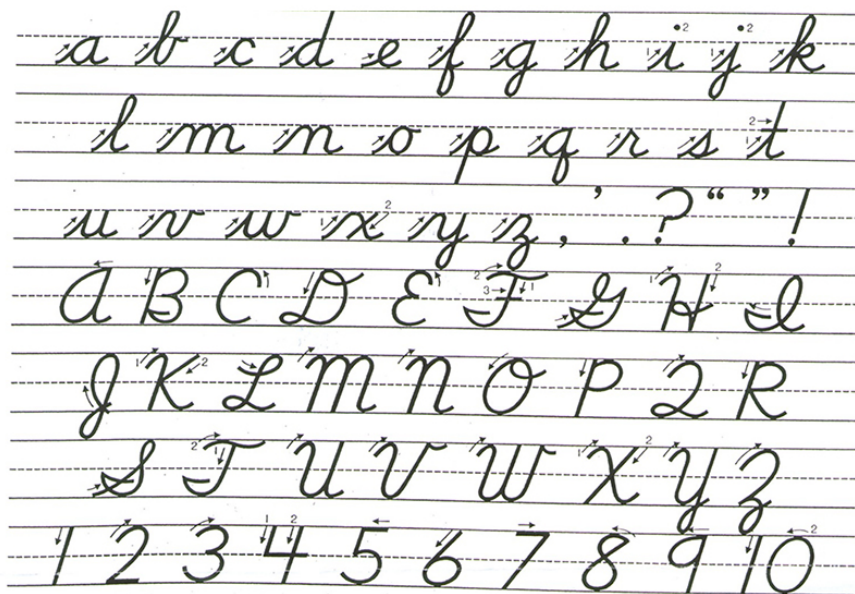 a b c d e f g h i j k
l m n o p q r s t
u v w x y z , ’ . ? “ ” !
A B C D E F G H I
J K L M N O P Q R
S T U V W X Y Z
1 2 3 4 5 6 7 8 9 10